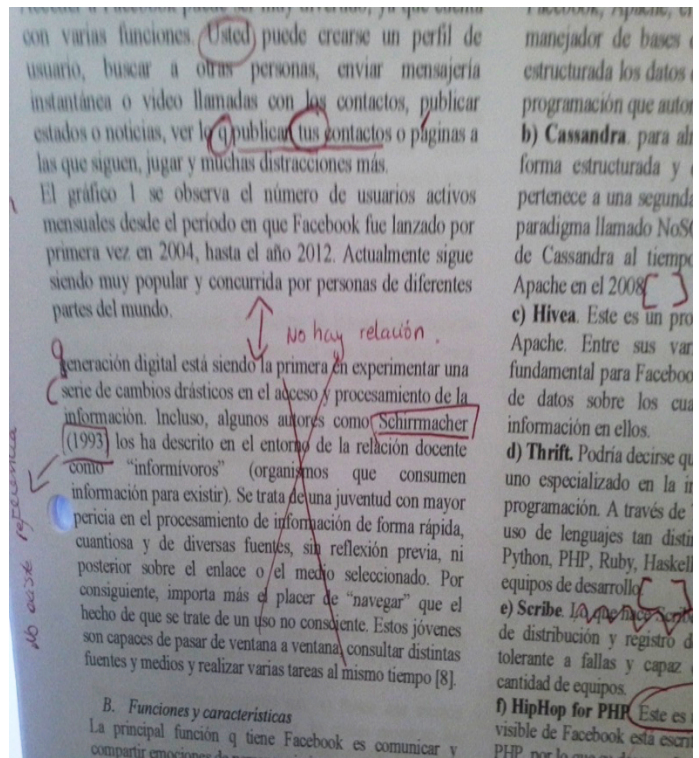 con varias funciones. Usted puede crearse un perfil de
usuario, buscar a otras personas, enviar mensajería
instantánea o video llamadas con los contactos, publicar
estados o noticias, ver lo q publican tus contactos o páginas a
las que siguen, jugar y muchas distracciones más.
El gráfico 1 se observa el número de usuarios activos
mensuales desde el período en que Facebook fue lanzado por
primera vez en 2004, hasta el año 2012. Actualmente sigue
siendo muy popular y concurrida por personas de diferentes
partes del mundo.
No hay relación.
generación digital está siendo la primera en experimentar una
serie de cambios drásticos en el acceso y procesamiento de la
información. Incluso, algunos autores como Schirrmacher
(1993) los ha descrito en el entorno de la relación docente
como "informívoros" (organismos que consumen
información para existir). Se trata de una juventud con mayor
pericia en el procesamiento de información de forma rápida,
cuantiosa y de diversas fuentes, sin reflexión previa, ni
posterior sobre el enlace o el medio seleccionado. Por
consiguiente, importa más el placer de "navegar" que el
hecho de que se trate de un uso no consciente. Estos jóvenes
son capaces de pasar de ventana a ventana, consultar distintas
fuentes y medios y realizar varias tareas al mismo tiempo [8].
B. Funciones y características
La principal función q tiene Facebook es comunicar y
compartir emociones
No existe referencia
manejador de bases
estructurada los datos
programación que
b) Cassandra. para
forma estructurada y
pertenece a una
paradigma llamado
de Cassandra al
Apache en el 2008
c) Hivea. Este es un
Apache. Entre sus
fundamental para
de datos sobre los
información en ellos.
d) Thrift. Podría decirse
uno especializado en la
programación. A través de
uso de lenguajes tan
Python, PHP, Ruby, Haskell
equipos de desarrollo
e) Scribe. Lo que hace Scribe
de distribución y registro
tolerante a fallas y capaz
cantidad de equipos.
f) HipHop for PHP. Este es
visible de Facebook está
PHP, por lo que